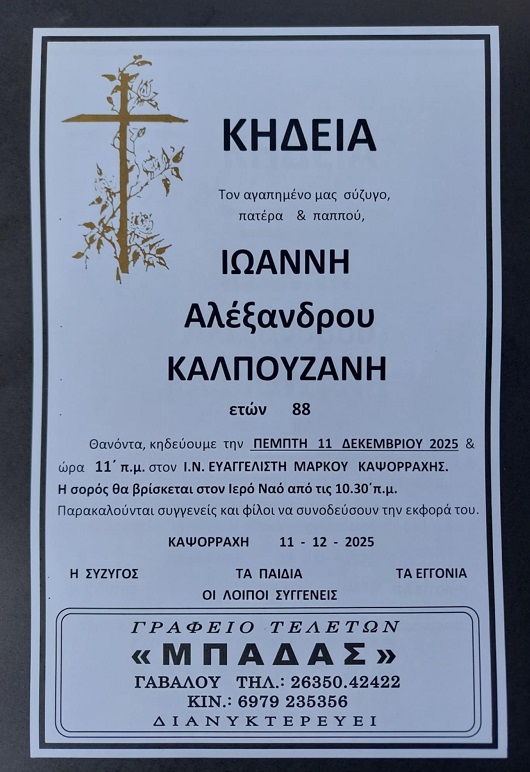 ΚΗΔΕΙΑ
Τον αγαπημένο μας σύζυγο,
πατέρα & παππού,
ΙΩΑΝΝΗ
Αλέξανδρου
ΚΑΛΠΟΥΖΑΝΗ
ετών 88
Θανόντα, κηδεύουμε την ΠΕΜΠΤΗ 11 ΔΕΚΕΜΒΡΙΟΥ 2025 &
ώρα 11΄ π.μ. στον Ι.Ν. ΕΥΑΓΓΕΛΙΣΤΗ ΜΑΡΚΟΥ ΚΑΨΟΡΡΑΧΗΣ.
Η σορός θα βρίσκεται στον Ιερό Ναό από τις 10.30΄π.μ.
Παρακαλούνται συγγενείς και φίλοι να συνοδεύσουν την εκφορά του.
ΚΑΨΟΡΡΑΧΗ 11 - 12 - 2025
Η ΣΥΖΥΓΟΣ ΤΑ ΠΑΙΔΙΑ ΤΑ ΕΓΓΟΝΙΑ
ΟΙ ΛΟΙΠΟΙ ΣΥΓΓΕΝΕΙΣ
ΓΡΑΦΕΙΟ ΤΕΛΕΤΩΝ
«ΜΠΑΔΑΣ»
ΓΑΒΑΛΟΥ ΤΗΛ.: 26350.42422
ΚΙΝ.: 6979 235356
ΔΙΑΝΥΚΤΕΡΕΥΕΙ